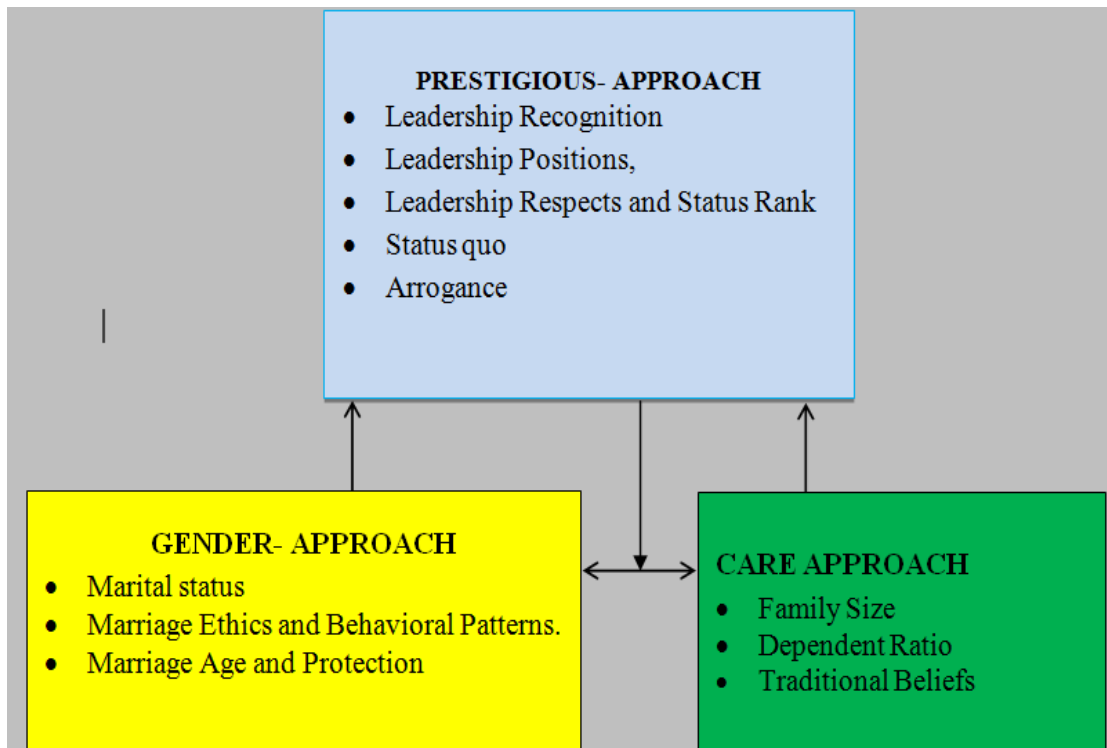 PRESTIGIOUS- APPROACH
• Leadership Recognition
• Leadership Positions,
• Leadership Respects and Status Rank
• Status quo
• Arrogance
GENDER- APPROACH
• Marital status
• Marriage Ethics and Behavioral Patterns.
• Marriage Age and Protection
CARE APPROACH
• Family Size
• Dependent Ratio
• Traditional Beliefs